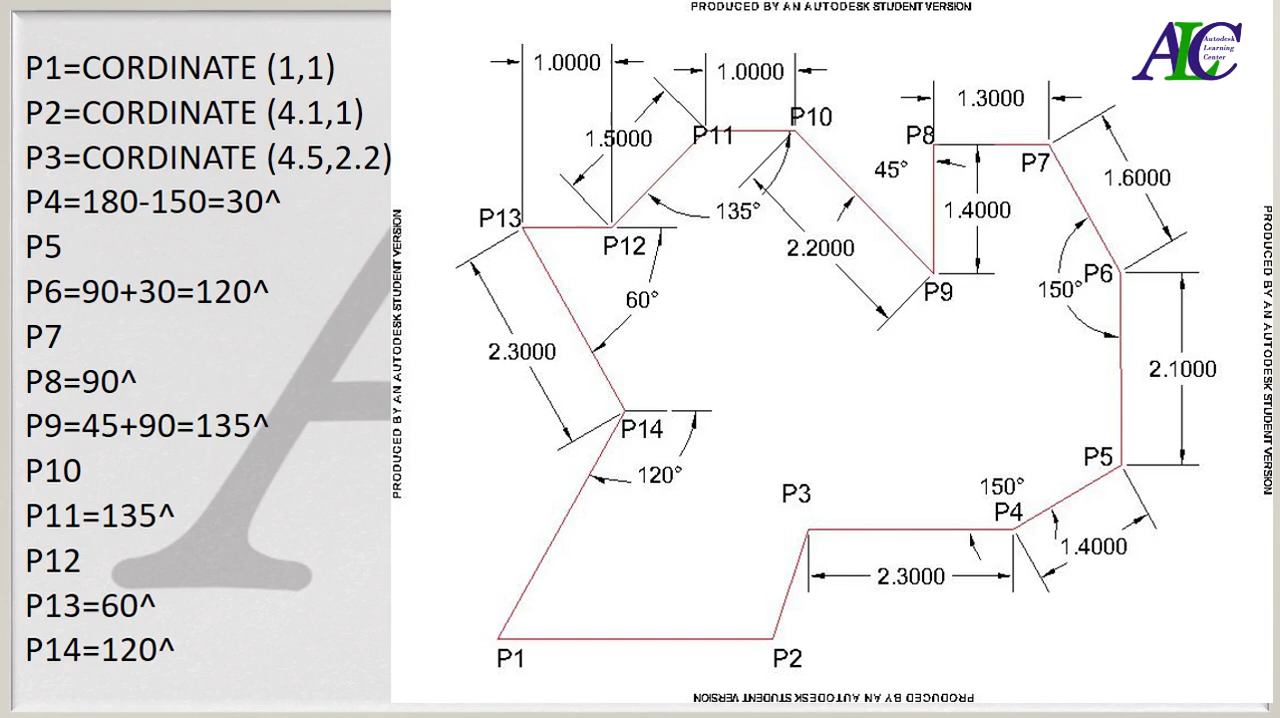 P1=CORDINATE (1,1)
P2=CORDINATE (4.1,1)
P3=CORDINATE (4.5,2.2)
P4=180-150=30^
P5
P6=90+30=120^
P7
P8=90^
P9=45+90=135^
P10
P11=135^
P12
P13=60^
P14=120^
PRODUCED BY AN AUTODESK STUDENT VERSION
ALC
Autodesk
Learning
Center
1.0000
1.0000
1.3000
P10
P11
P8
1.5000
P7
45°
1.6000
135°
1.4000
P13
P12
2.2000
P6
150°
P9
60°
2.3000
2.1000
P14
120°
P5
P3
150°
P4
1.4000
2.3000
P1
P2
PRODUCED BY AN AUTODESK STUDENT VERSION
PRODUCED BY AN AUTODESK STUDENT VERSION
PRODUCED BY AN AUTODESK STUDENT VERSION